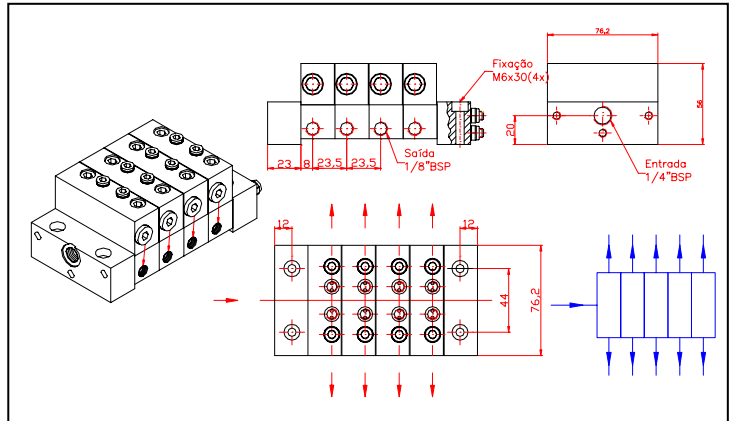 76,2
Fixação
M6x30(4x)
56
20
Saída
1/8"BSP
23
8
23,5
23,5
Entrada
1/4"BSP
12
12
44
76,2